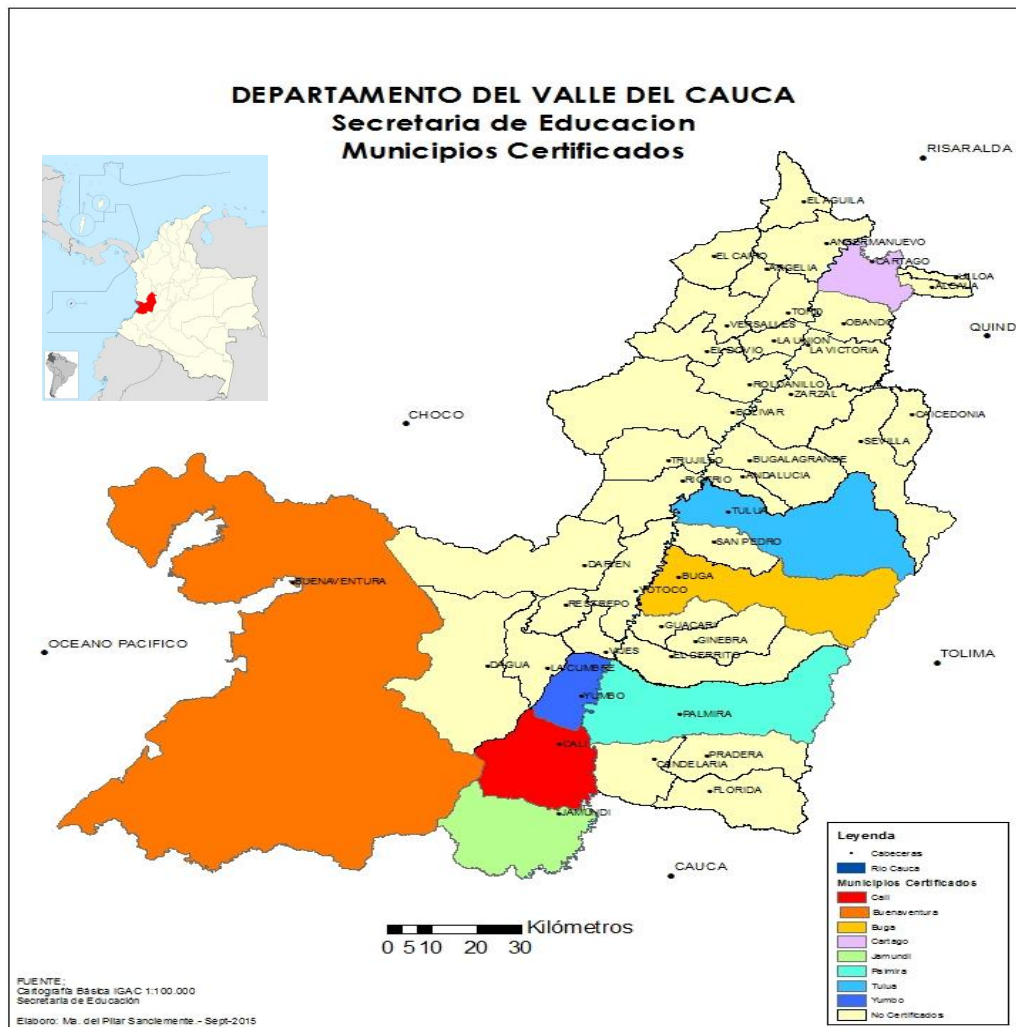 DEPARTAMENTO DEL VALLE DEL CAUCA
Secretaria de Educacion
Municipios Certificados
RISARALDA
EL AGUILA
ANSERMANUEVO
EL CAIRO
CARTAGO
ARGELIA
ULLOA
ALCALA
TORO
OBANDO
VERSALLES
QUIND
LA UNION
EL DOVIO
LA VICTORIA
ROLDANILLO
ZARZAL
CHOCO
BOLIVAR
CAICEDONIA
SEVILLA
TRUJILLO
BUGALAGRANDE
RIOFRIO
ANDALUCIA
TULUA
SAN PEDRO
DARIEN
BUGA
BUENAVENTURA
YOTOCO
RESTREPO
GUACARI
OCEANO PACIFICO
GINEBRA
VIJES
EL CERRITO
DAGUA
LA CUMBRE
TOLIMA
YUMBO
PALMIRA
CALI
PRADERA
CANDELARIA
FLORIDA
JAMUNDI
CAUCA
Leyenda
Cabeceras
Rio Cauca
Municipios Certificados
Cali
Buenaventura
Buga
Cartago
Jamundi
Palmira
Tulua
Yumbo
No Certificados
Kilómetros
0 5 10 20 30
FUENTE;
Cartografía Básica IGAC 1:100.000
Secretaria de Educación
Elaboro: Ma. del Pilar Sanclemente.- Sept-2015